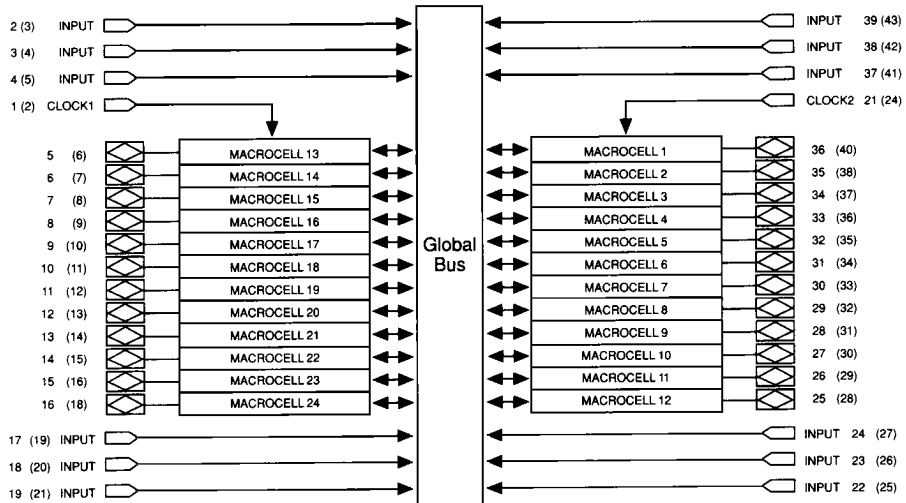 2 (3) INPUT
3 (4) INPUT
4 (5) INPUT
1 (2) CLOCK1
5 (6) MACROCELL 13
6 (7) MACROCELL 14
7 (8) MACROCELL 15
8 (9) MACROCELL 16
9 (10) MACROCELL 17
10 (11) MACROCELL 18
11 (12) MACROCELL 19
12 (13) MACROCELL 20
13 (14) MACROCELL 21
14 (15) MACROCELL 22
15 (16) MACROCELL 23
16 (18) MACROCELL 24
17 (19) INPUT
18 (20) INPUT
19 (21) INPUT
Global
Bus
INPUT 39 (43)
INPUT 38 (42)
INPUT 37 (41)
CLOCK2 21 (24)
MACROCELL 1 36 (40)
MACROCELL 2 35 (38)
MACROCELL 3 34 (37)
MACROCELL 4 33 (36)
MACROCELL 5 32 (35)
MACROCELL 6 31 (34)
MACROCELL 7 30 (33)
MACROCELL 8 29 (32)
MACROCELL 9 28 (31)
MACROCELL 10 27 (30)
MACROCELL 11 26 (29)
MACROCELL 12 25 (28)
INPUT 24 (27)
INPUT 23 (26)
INPUT 22 (25)